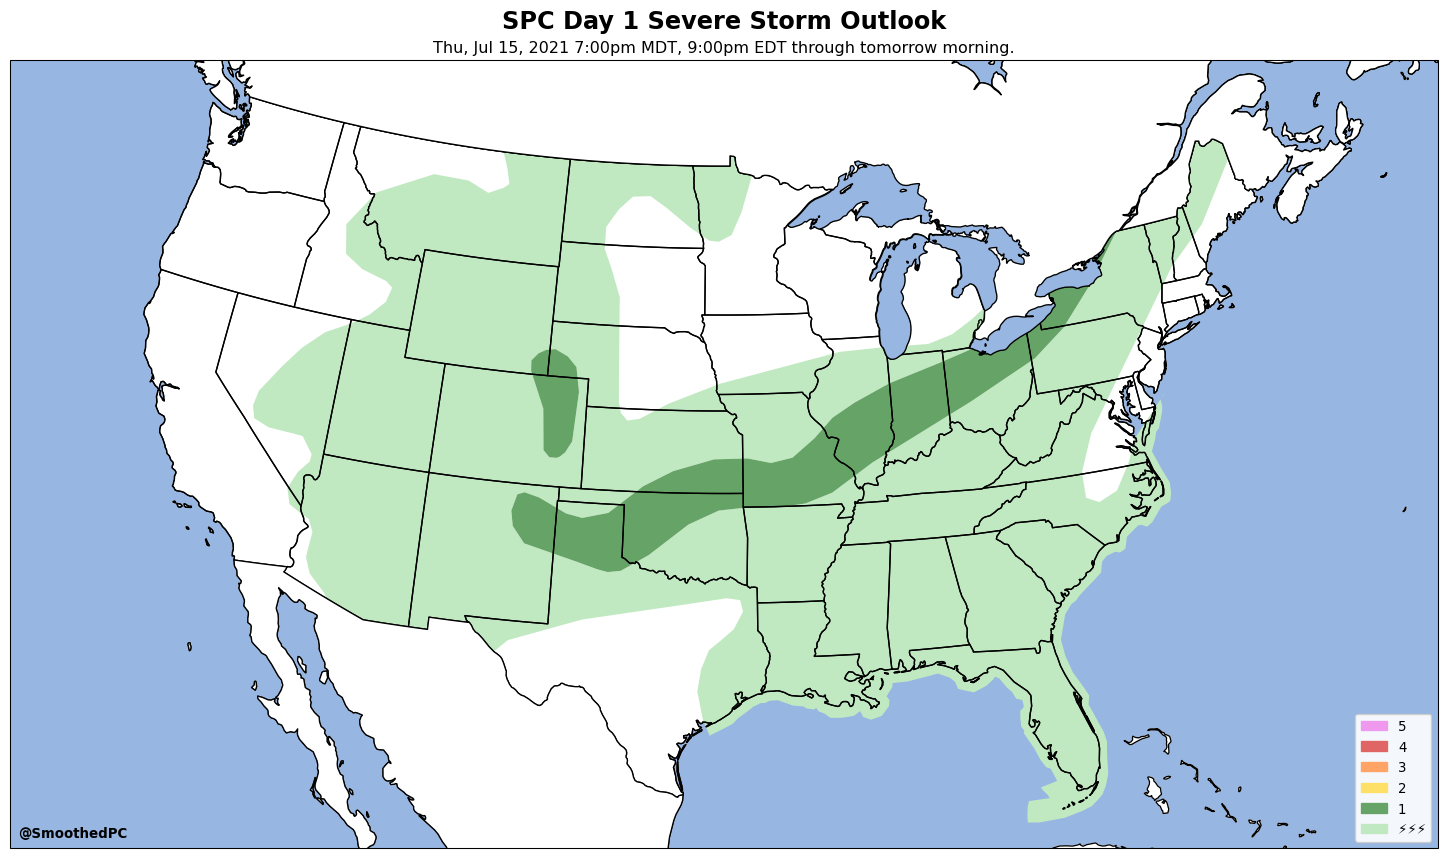 SPC Day 1 Severe Storm Outlook
Thu, Jul 15, 2021 7:00pm MDT, 9:00pm EDT through tomorrow morning.
5
4
3
2
1
⚡⚡⚡
@SmoothedPC